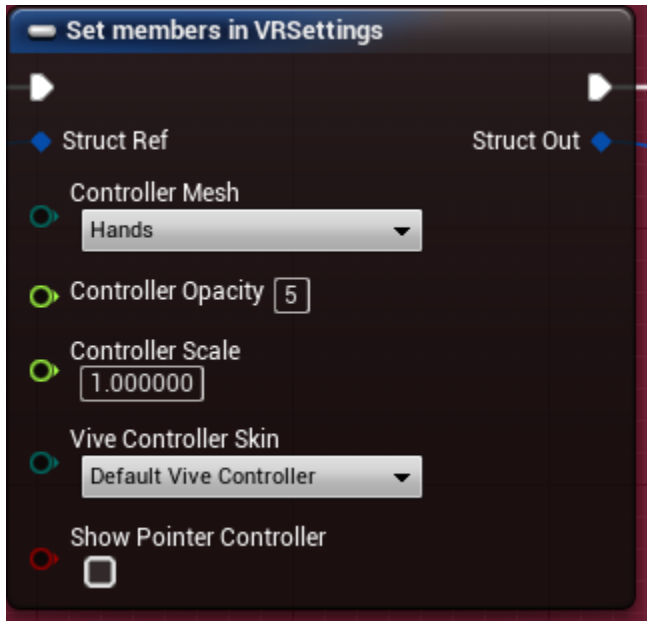 Set members in VRSettings
Struct Ref Struct Out
Controller Mesh
Hands
Controller Opacity 5
Controller Scale
1.000000
Vive Controller Skin
Default Vive Controller
Show Pointer Controller